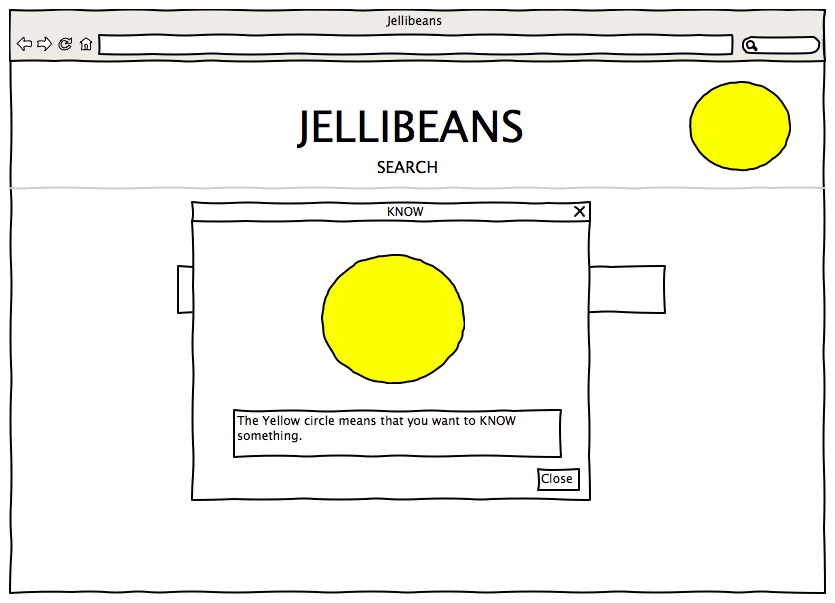 Jellibeans
JELLIBEANS
SEARCH
KNOW
The Yellow circle means that you want to KNOW
something.
Close